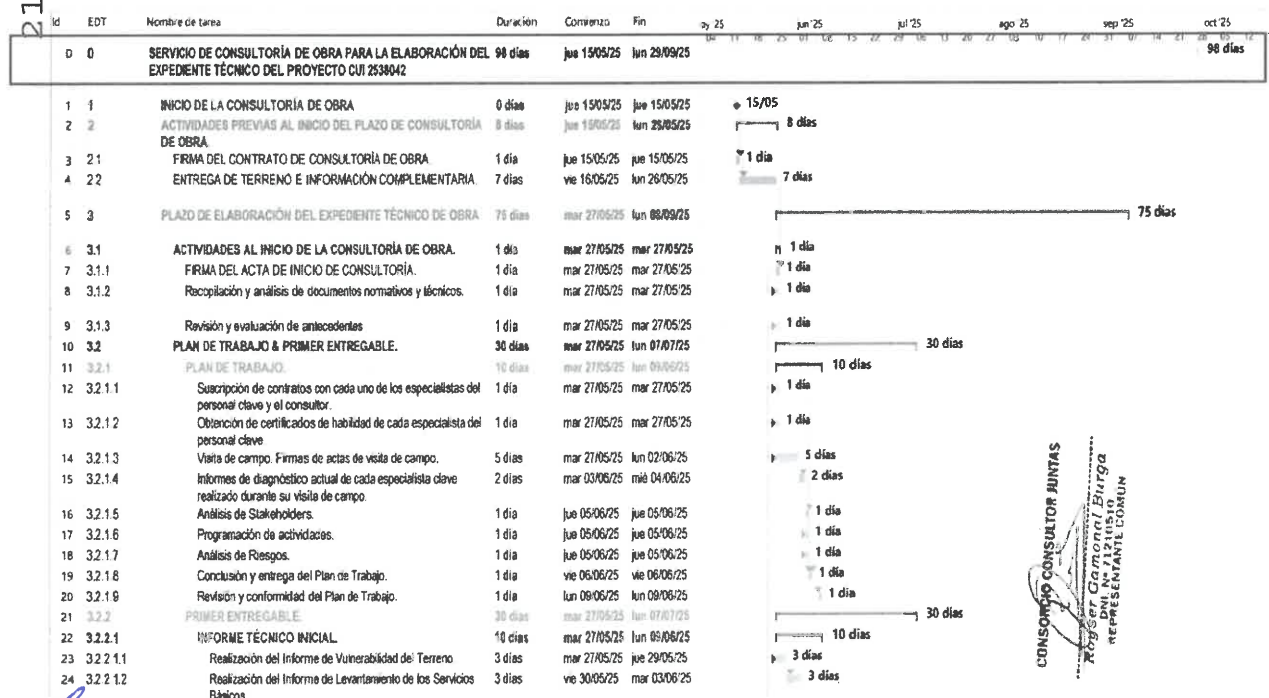 21
Id EDT Nombre de tarea Duración Comienzo Fin ay '25 jun '25 jul '25 ago '25 sep '25 oct '25
04 11 18 25 01 08 15 22 29 06 13 20 27 03 10 17 24 31 07 14 21 28 05 12
0 0 SERVICIO DE CONSULTORÍA DE OBRA PARA LA ELABORACIÓN DEL 98 días jue 15/05/25 lun 29/09/25 98 días
EXPEDIENTE TÉCNICO DEL PROYECTO CUI 2538042
1 1 INICIO DE LA CONSULTORÍA DE OBRA 0 días jue 15/05/25 jue 15/05/25 15/05
2 2 ACTIVIDADES PREVIAS AL INICIO DEL PLAZO DE CONSULTORÍA 8 días jue 15/05/25 lun 26/05/25 8 días
DE OBRA.
3 2.1 FIRMA DEL CONTRATO DE CONSULTORÍA DE OBRA. 1 día jue 15/05/25 jue 15/05/25 1 día
4 2.2 ENTREGA DE TERRENO E INFORMACIÓN COMPLEMENTARIA. 7 días vie 16/05/25 lun 26/05/25 7 días
5 3 PLAZO DE ELABORACIÓN DEL EXPEDIENTE TÉCNICO DE OBRA 75 días mar 27/05/25 lun 08/09/25 75 días
6 3.1 ACTIVIDADES AL INICIO DE LA CONSULTORÍA DE OBRA. 1 día mar 27/05/25 mar 27/05/25 1 día
7 3.1.1 FIRMA DEL ACTA DE INICIO DE CONSULTORÍA. 1 día mar 27/05/25 mar 27/05/25 1 día
8 3.1.2 Recopilación y análisis de documentos normativos y técnicos. 1 día mar 27/05/25 mar 27/05/25 1 día
9 3.1.3 Revisión y evaluación de antecedentes 1 día mar 27/05/25 mar 27/05/25 1 día
10 3.2 PLAN DE TRABAJO & PRIMER ENTREGABLE. 30 días mar 27/05/25 lun 07/07/25 30 días
11 3.2.1 PLAN DE TRABAJO. 10 días mar 27/05/25 lun 09/06/25 10 días
12 3.2.1.1 Suscripción de contratos con cada uno de los especialistas del 1 día mar 27/05/25 mar 27/05/25 1 día
personal clave y el consultor.
13 3.2.1.2 Obtención de certificados de habilidad de cada especialista del 1 día mar 27/05/25 mar 27/05/25 1 día
personal clave
14 3.2.1.3 Visita de campo. Firmas de actas de visita de campo. 5 días mar 27/05/25 lun 02/06/25 5 días
15 3.2.1.4 Informes de diagnóstico actual de cada especialista clave 2 días mar 03/06/25 mié 04/06/25 2 días
realizado durante su visita de campo.
16 3.2.1.5 Análisis de Stakeholders. 1 día jue 05/06/25 jue 05/06/25 1 día
17 3.2.1.6 Programación de actividades. 1 día jue 05/06/25 jue 05/06/25 1 día
18 3.2.1.7 Análisis de Riesgos. 1 día jue 05/06/25 jue 05/06/25 1 día
19 3.2.1.8 Conclusión y entrega del Plan de Trabajo. 1 día vie 06/06/25 vie 06/06/25 1 día
20 3.2.1.9 Revisión y conformidad del Plan de Trabajo. 1 día lun 09/06/25 lun 09/06/25 1 día
21 3.2.2 PRIMER ENTREGABLE. 30 días mar 27/05/25 lun 07/07/25 30 días
22 3.2.2.1 INFORME TÉCNICO INICIAL. 10 días mar 27/05/25 lun 09/06/25 10 días
23 3.2.2.1.1 Realización del Informe de Vulnerabilidad del Terreno 3 días mar 27/05/25 jue 29/05/25 3 días
24 3.2.2.1.2 Realización del Informe de Levantamiento de los Servicios 3 días vie 30/05/25 mar 03/06/25 3 días
Básicos
CONSORCIO CONSULTOR JUNTAS
Royser Gamonal Burga
DNI. N° 71210510
REPRESENTANTE COMÚN